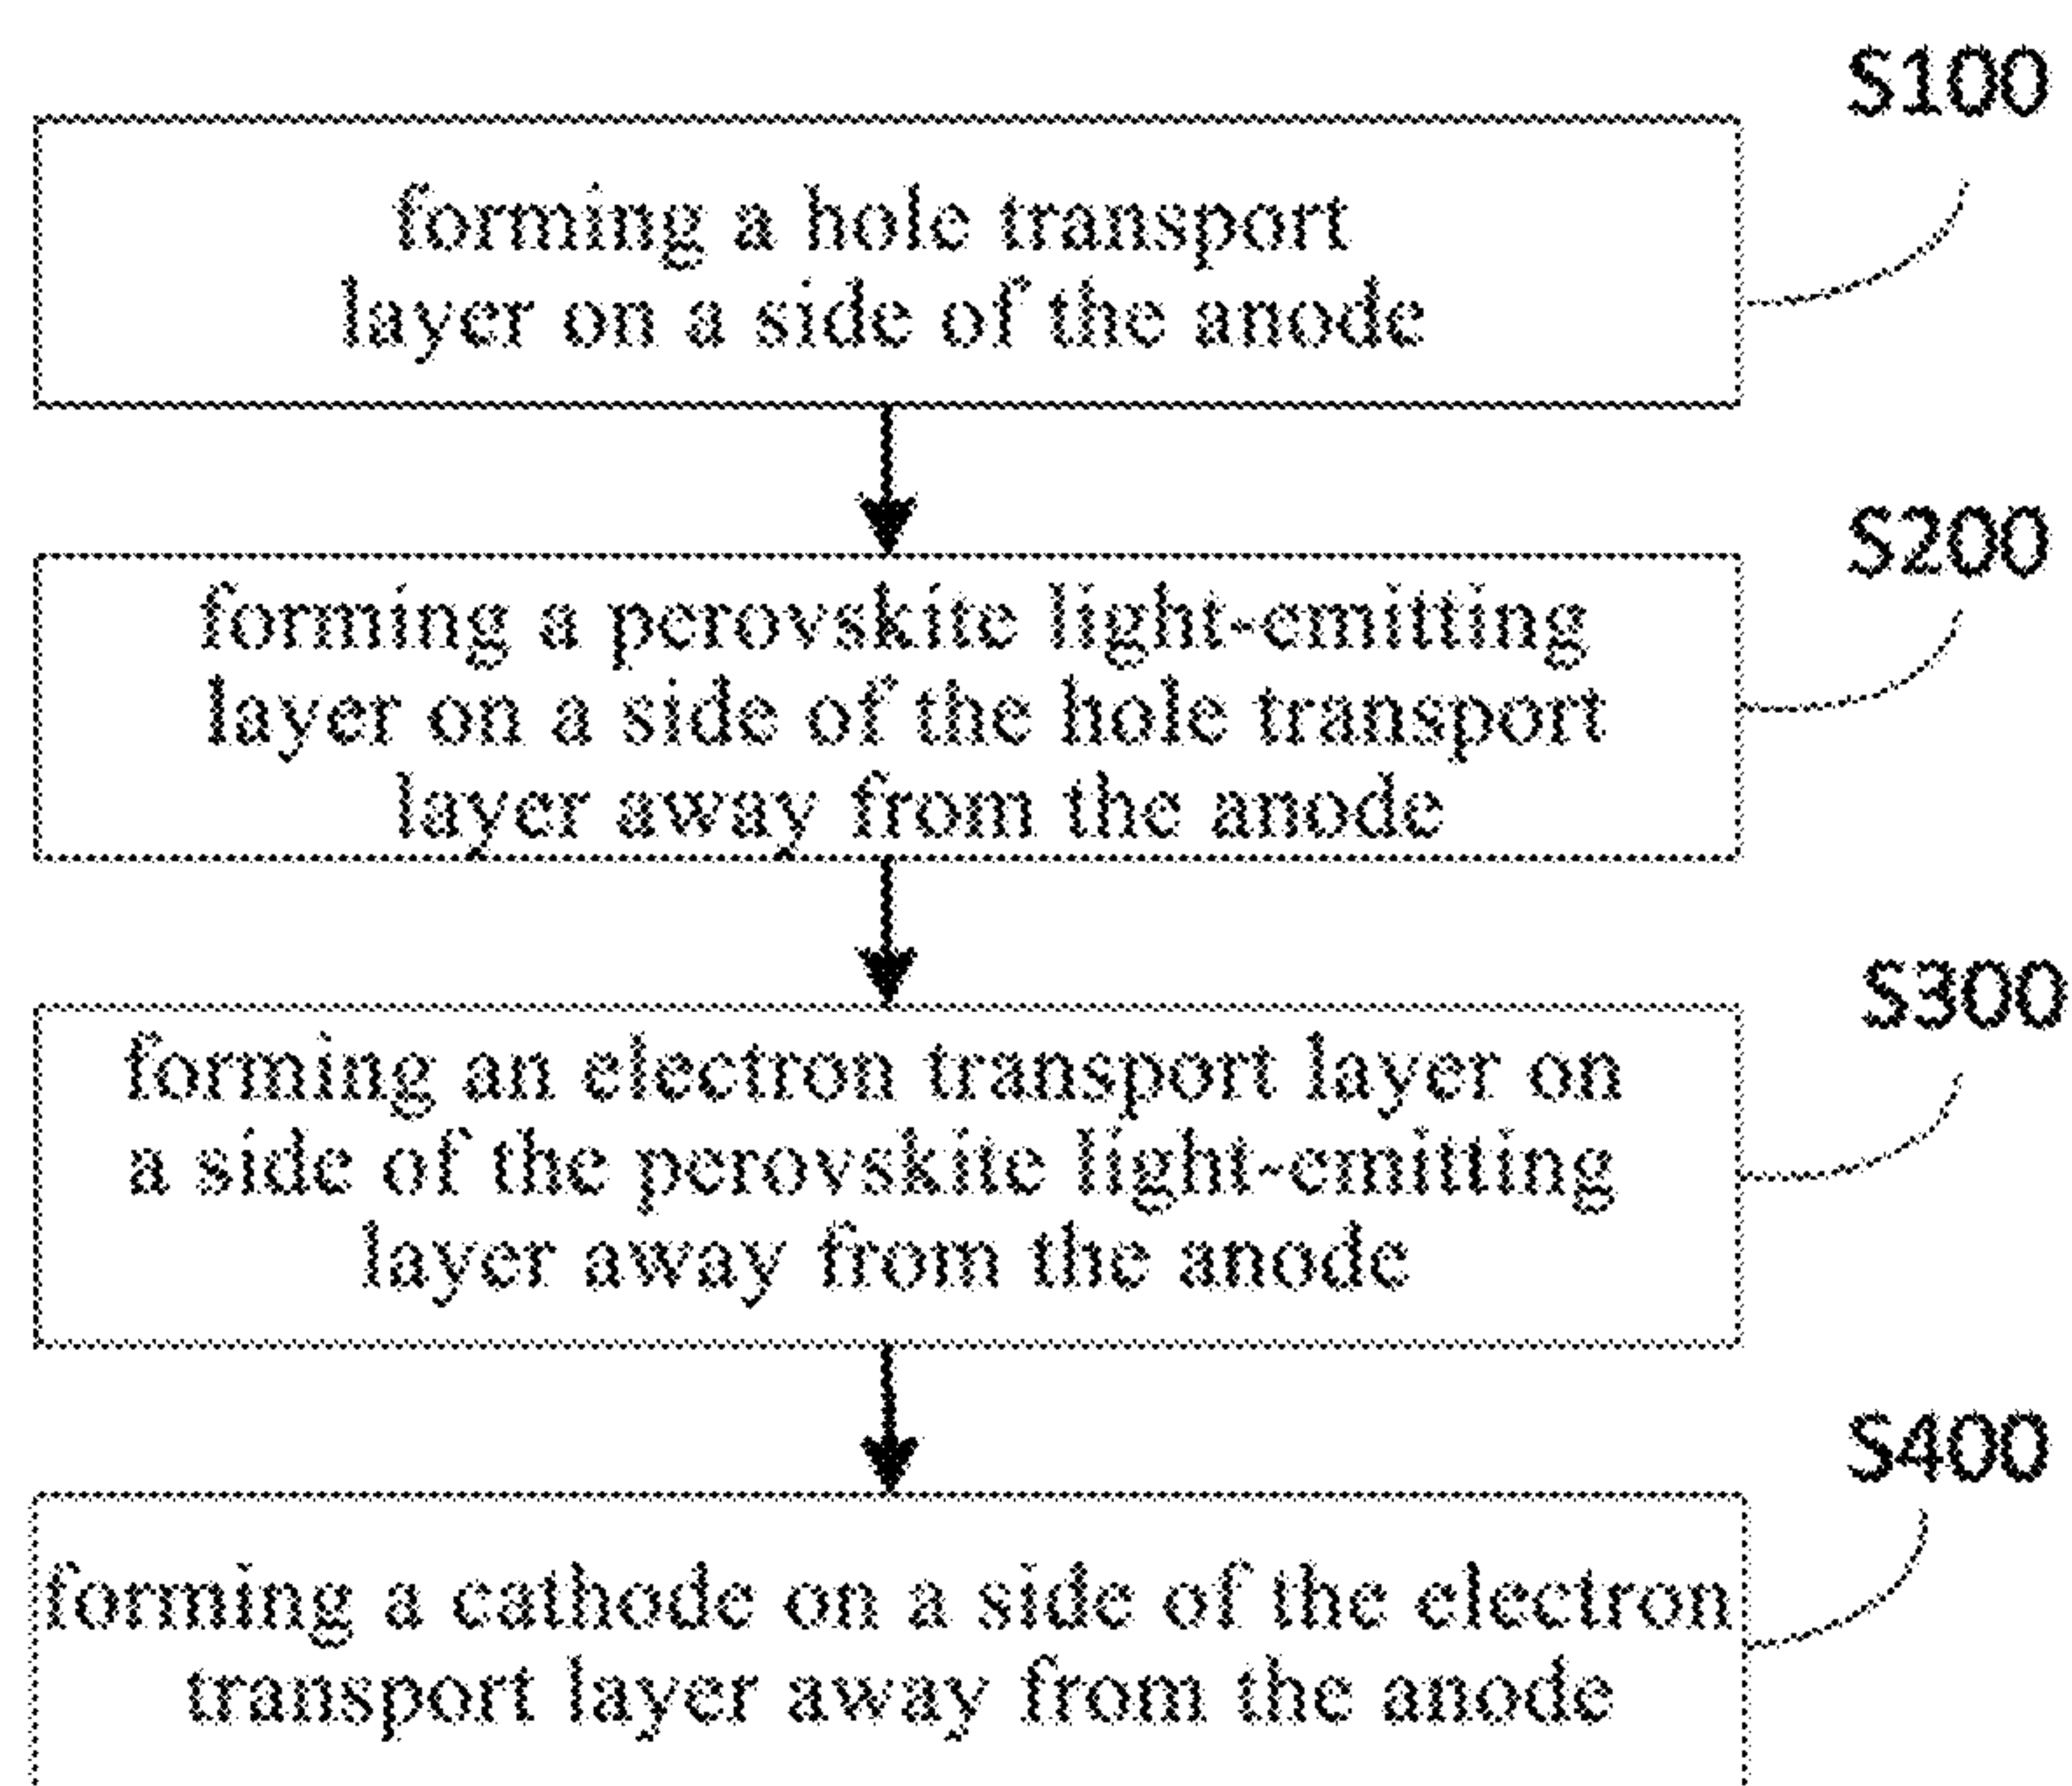 S100
forming a hole transport
layer on a side of the anode
S200
forming a perovskite light-emitting
layer on a side of the hole transport
layer away from the anode
S300
forming an electron transport layer on
a side of the perovskite light-emitting
layer away from the anode
S400
forming a cathode on a side of the electron
transport layer away from the anode